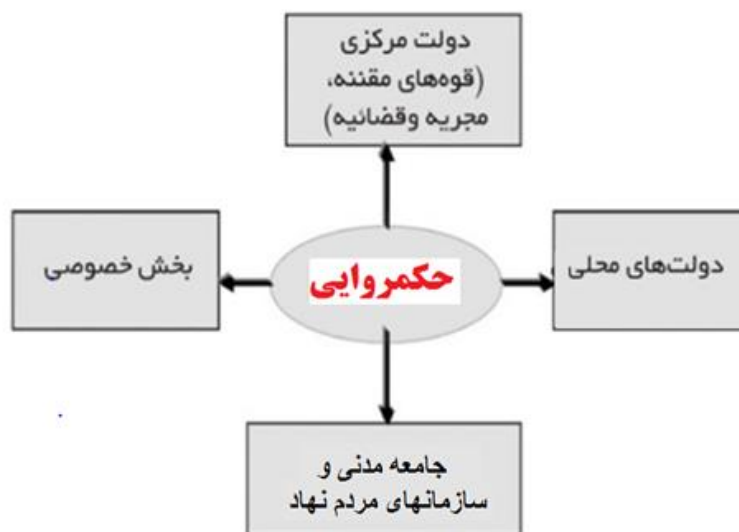 دولت مرکزی
(قوه‌های مقننه،
مجریه وقضائیه)
بخش خصوصی
حکمروایی
دولت‌های محلی
جامعه مدنی و
سازمانهای مردم نهاد